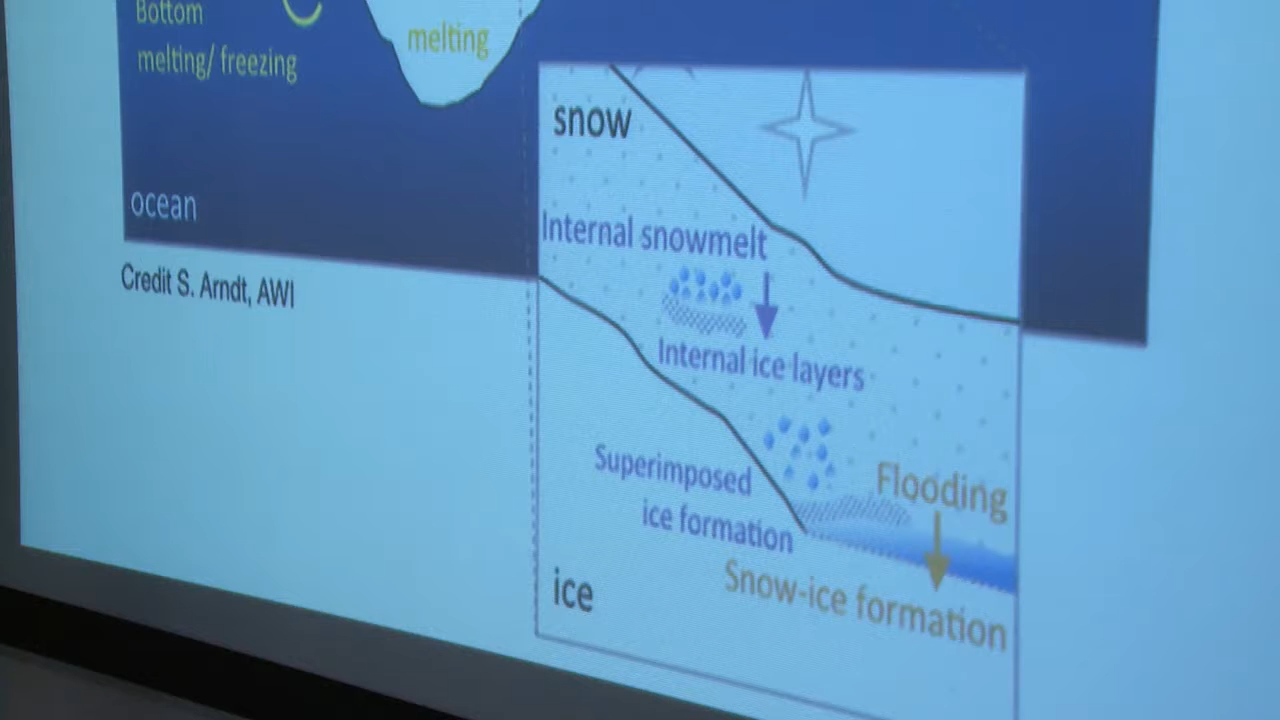 Bottom
melting/ freezing
melting
ocean
Credit S. Arndt, AWI
snow
Internal snowmelt
Internal ice layers
Superimposed
ice formation
Flooding
Snow-ice formation
ice